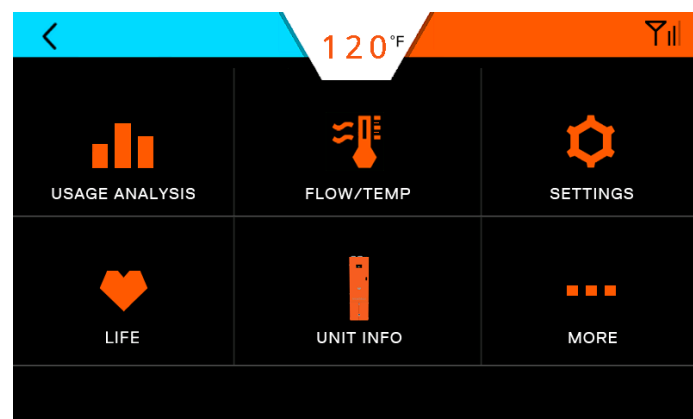 120°F
USAGE ANALYSIS
FLOW/TEMP
SETTINGS
LIFE
UNIT INFO
MORE